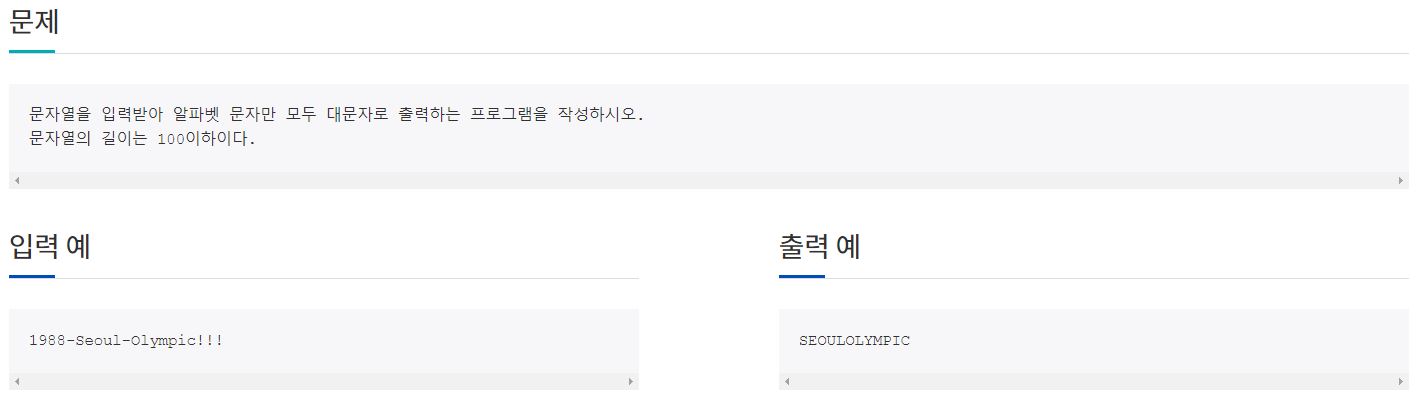 문제
문자열을 입력받아 알파벳 문자만 모두 대문자로 출력하는 프로그램을 작성하시오.
문자열의 길이는 100이하이다.
입력 예
1988-Seoul-Olympic!!!
출력 예
SEOULOLYMPIC